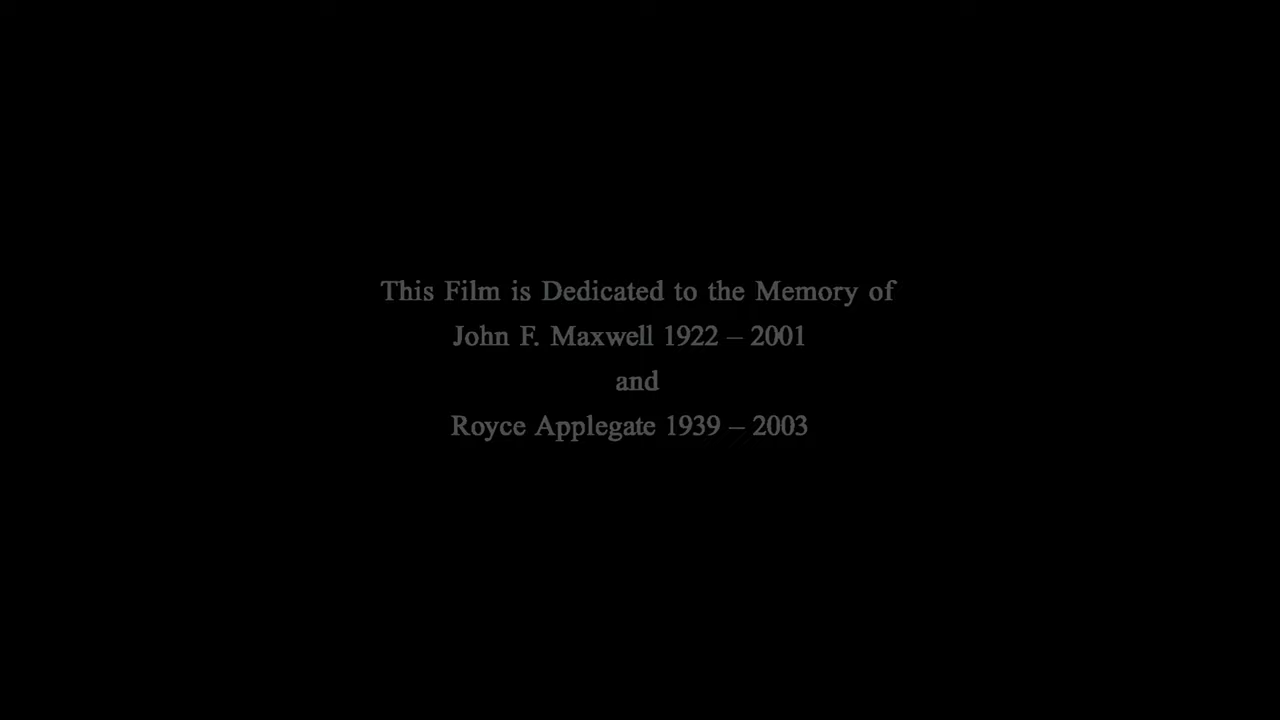 This Film is Dedicated to the Memory of
John F. Maxwell 1922 – 2001
and
Royce Applegate 1939 – 2003